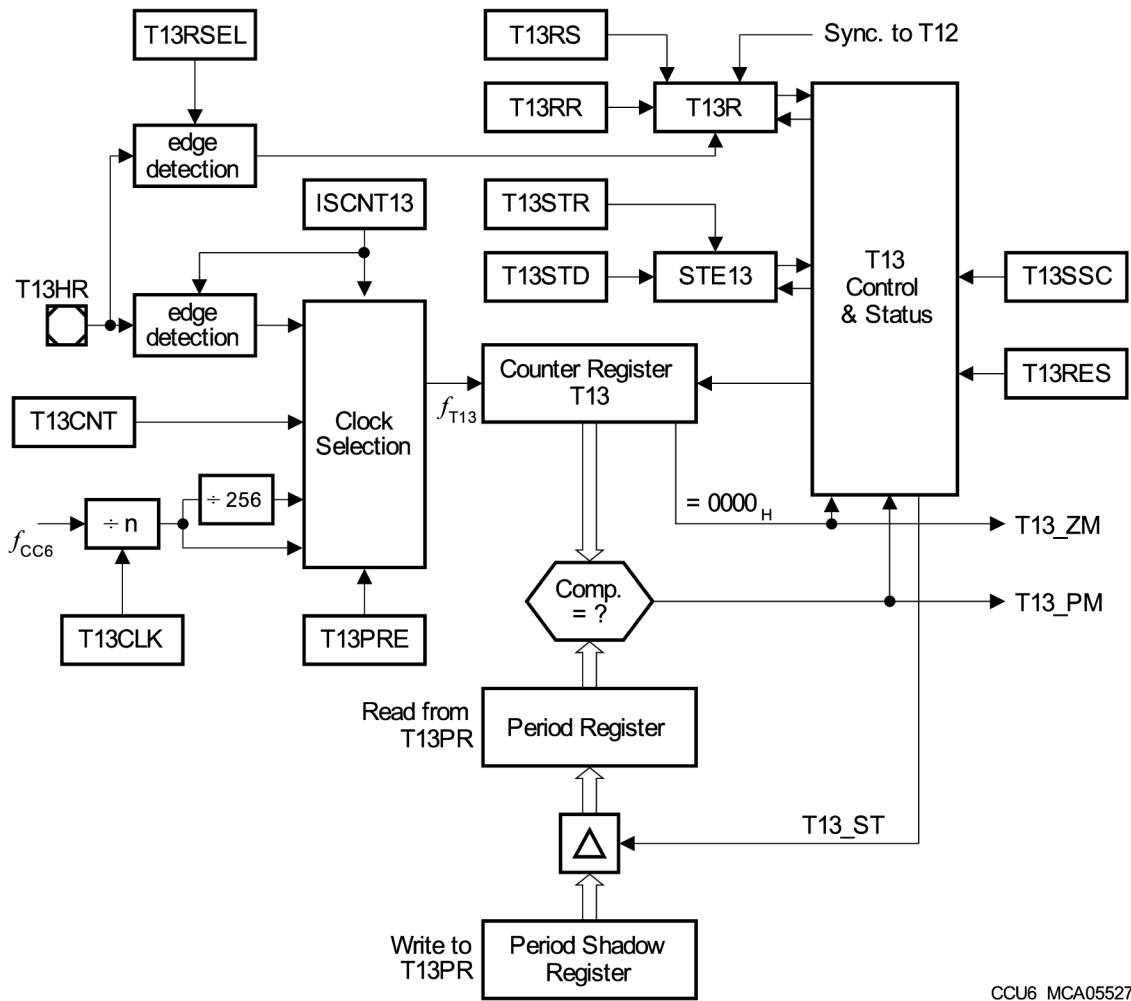 T13RSEL
T13RS
Sync. to T12
T13RR
T13R
edge
detection
ISCNT13
T13STR
T13STD
STE13
T13
Control
& Status
T13SSC
T13HR
edge
detection
Counter Register
T13
T13RES
fT13
T13CNT
Clock
Selection
÷ 256
= 0000H
T13_ZM
fCC6
÷ n
Comp.
= ?
T13_PM
T13CLK
T13PRE
Read from
T13PR
Period Register
T13_ST
Δ
Write to
T13PR
Period Shadow
Register
CCU6_MCA05527